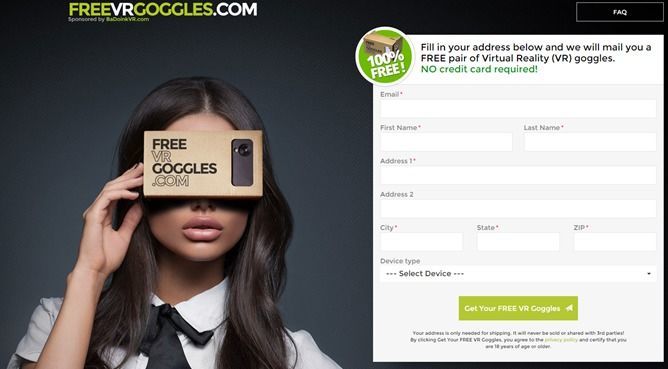 FREEVRGOGGLES.COM
Sponsored by BaDoinkVR.com
FAQ
100%
FREE!
Fill in your address below and we will mail you a
FREE pair of Virtual Reality (VR) goggles.
NO credit card required!
Email *
First Name *
Last Name *
Address 1 *
Address 2
City *
State *
ZIP *
Device type
--- Select Device ---
Get Your FREE VR Goggles
Your address is only needed for shipping. It will never be sold or shared with 3rd parties!
By clicking Get Your FREE VR Goggles, you agree to the privacy policy and certify that you
are 18 years of age or older.
FREE
VR
GOGGLES
.COM